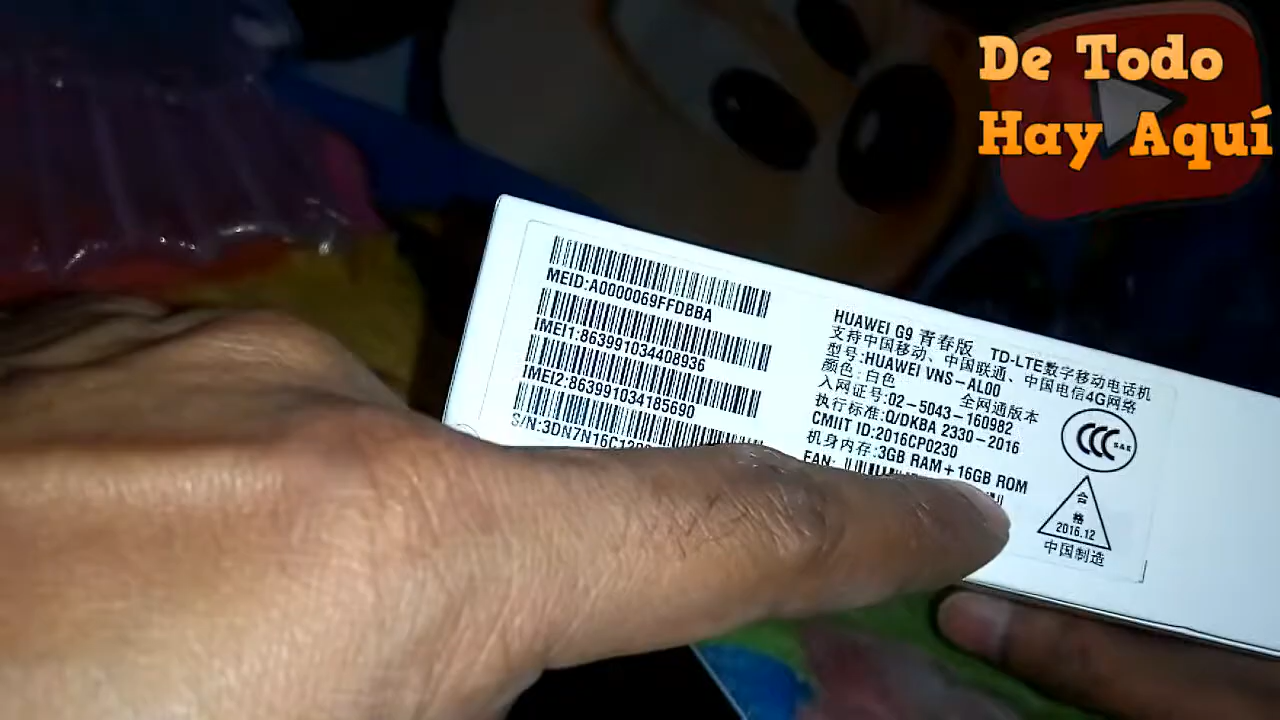 De Todo
Hay Aquí
MEID:A0000069FFDBBA
IMEI1:863991034408936
IMEI2:863991034185690
HUAWEI G9 青春版 TD-LTE数字移动电话机
支持中国移动、中国联通、中国电信4G网络
型号:HUAWEI VNS-AL00
颜色:白色 全网通版本
入网证号:02-5043-160982
执行标准:Q/DKBA 2330-2016
CMIIT ID:2016CP0230
机身内存:3GB RAM+16GB ROM
EAN:
CCC S&E
合
格
2016.12
中国制造